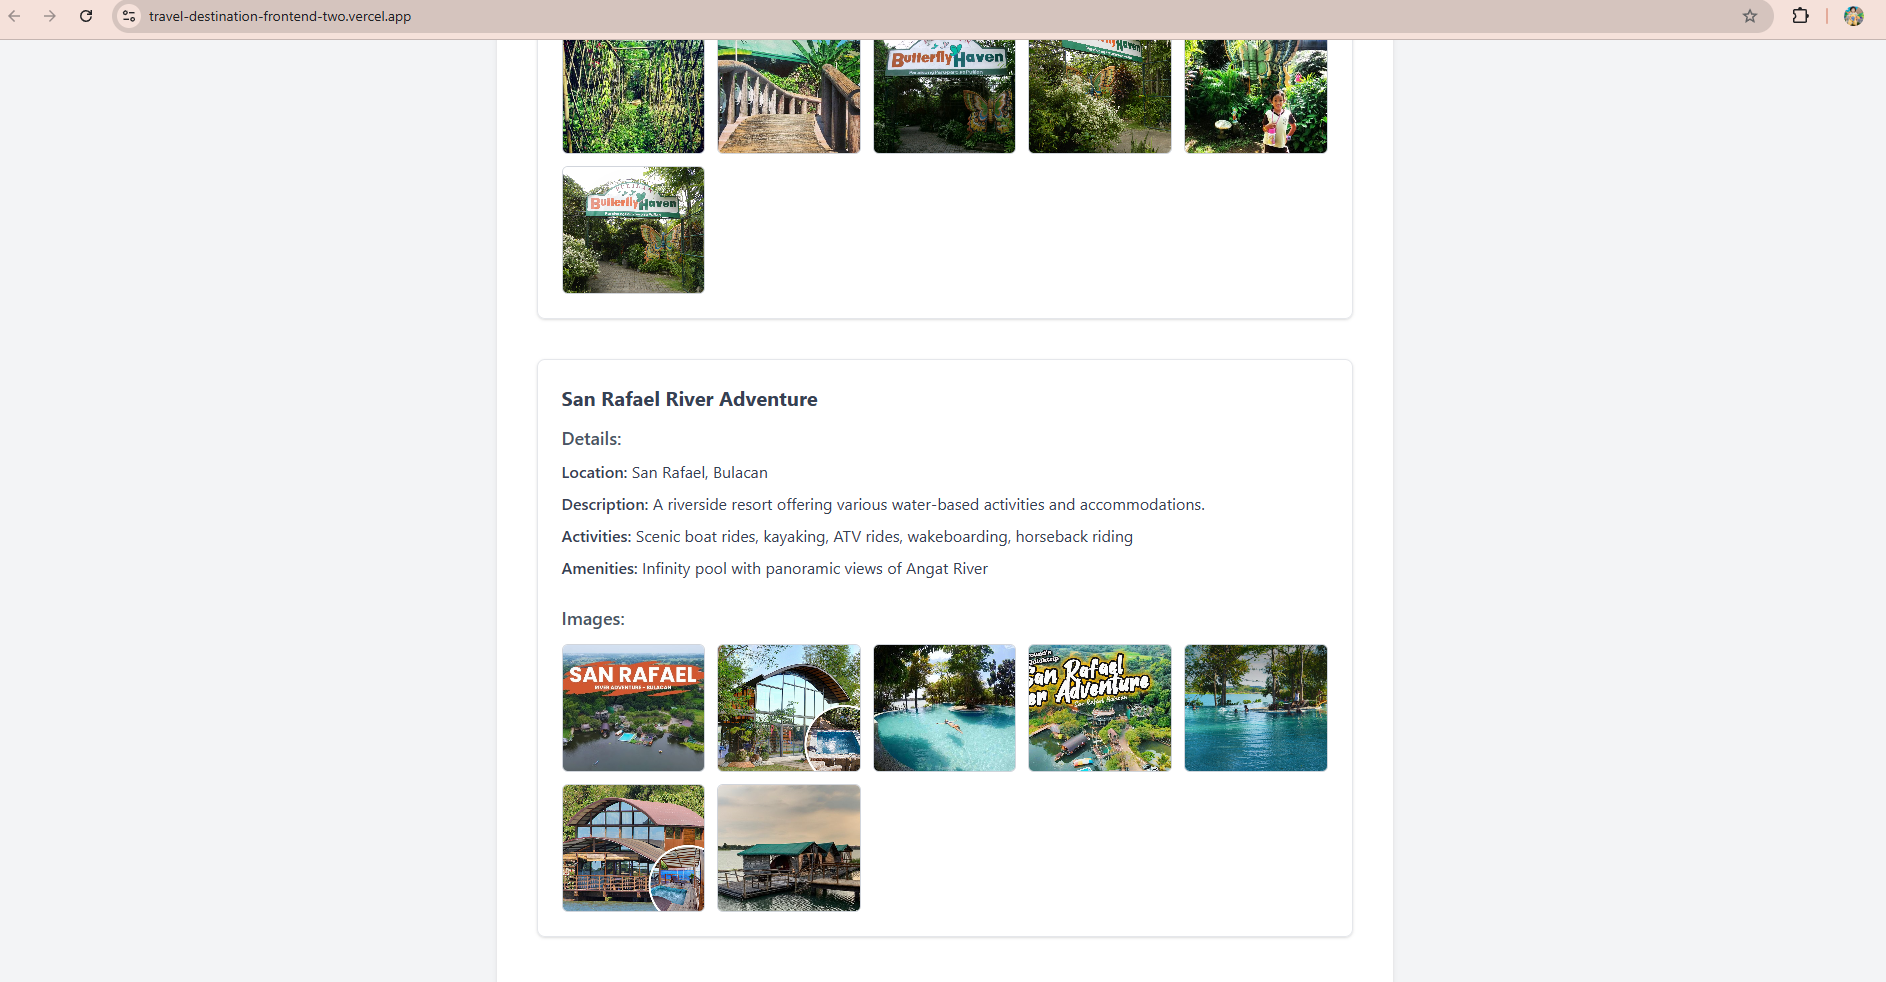 travel-destination-frontend-two.vercel.app
Butterfly Haven
Haven
Butterfly Haven
San Rafael River Adventure
Details:
Location: San Rafael, Bulacan
Description: A riverside resort offering various water-based activities and accommodations.
Activities: Scenic boat rides, kayaking, ATV rides, wakeboarding, horseback riding
Amenities: Infinity pool with panoramic views of Angat River
Images:
SAN RAFAEL
RIVER ADVENTURE - BULACAN
San Rafael
er Adventure